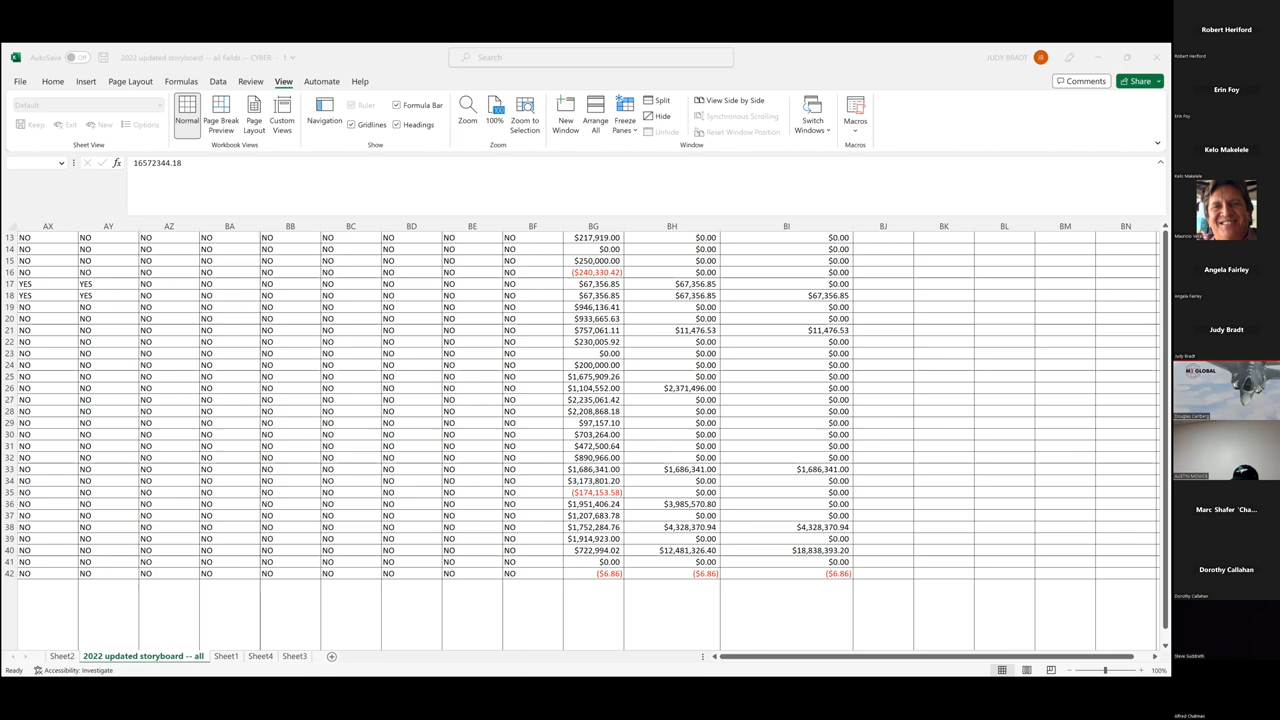 AutoSave Off 2022 updated storyboard -- all fields -- CYBER - 1 Search JUDY BRADT JB
File Home Insert Page Layout Formulas Data Review View Automate Help Comments Share
Default
Keep Exit New Options
Sheet View
Normal Page Break Preview Page Layout Custom Views
Workbook Views
Navigation Ruler Formula Bar Gridlines Headings
Show
Zoom 100% Zoom to Selection
Zoom
New Window Arrange All Freeze Panes Split Hide Unhide View Side by Side Synchronous Scrolling Reset Window Position Switch Windows
Window
Macros
Macros
fx 16572344.18
AX AY AZ BA BB BC BD BE BF BG BH BI BJ BK BL BM BN
13 NO NO NO NO NO NO NO NO NO $217,919.00 $0.00 $0.00
14 NO NO NO NO NO NO NO NO NO $0.00 $0.00 $0.00
15 NO NO NO NO NO NO NO NO NO $250,000.00 $0.00 $0.00
16 NO NO NO NO NO NO NO NO NO ($240,330.42) $0.00 $0.00
17 YES YES NO NO NO NO NO NO NO $67,356.85 $67,356.85 $0.00
18 YES YES NO NO NO NO NO NO NO $67,356.85 $67,356.85 $67,356.85
19 NO NO NO NO NO NO NO NO NO $946,136.41 $0.00 $0.00
20 NO NO NO NO NO NO NO NO NO $933,665.63 $0.00 $0.00
21 NO NO NO NO NO NO NO NO NO $757,061.11 $11,476.53 $11,476.53
22 NO NO NO NO NO NO NO NO NO $230,005.92 $0.00 $0.00
23 NO NO NO NO NO NO NO NO NO $0.00 $0.00 $0.00
24 NO NO NO NO NO NO NO NO NO $200,000.00 $0.00 $0.00
25 NO NO NO NO NO NO NO NO NO $1,675,909.26 $0.00 $0.00
26 NO NO NO NO NO NO NO NO NO $1,104,552.00 $2,371,496.00 $0.00
27 NO NO NO NO NO NO NO NO NO $2,235,061.42 $0.00 $0.00
28 NO NO NO NO NO NO NO NO NO $2,208,868.18 $0.00 $0.00
29 NO NO NO NO NO NO NO NO NO $97,157.10 $0.00 $0.00
30 NO NO NO NO NO NO NO NO NO $703,264.00 $0.00 $0.00
31 NO NO NO NO NO NO NO NO NO $472,500.64 $0.00 $0.00
32 NO NO NO NO NO NO NO NO NO $890,966.00 $0.00 $0.00
33 NO NO NO NO NO NO NO NO NO $1,686,341.00 $1,686,341.00 $1,686,341.00
34 NO NO NO NO NO NO NO NO NO $3,173,801.20 $0.00 $0.00
35 NO NO NO NO NO NO NO NO NO ($174,153.58) $0.00 $0.00
36 NO NO NO NO NO NO NO NO NO $1,951,406.24 $3,985,570.80 $0.00
37 NO NO NO NO NO NO NO NO NO $1,207,683.78 $0.00 $0.00
38 NO NO NO NO NO NO NO NO NO $1,752,284.76 $4,328,370.94 $4,328,370.94
39 NO NO NO NO NO NO NO NO NO $1,914,923.00 $0.00 $0.00
40 NO NO NO NO NO NO NO NO NO $722,994.02 $12,481,326.40 $18,838,393.20
41 NO NO NO NO NO NO NO NO NO $0.00 $0.00 $0.00
42 NO NO NO NO NO NO NO NO NO ($6.86) ($6.86) ($6.86)
Sheet2 2022 updated storyboard -- all Sheet1 Sheet4 Sheet3
Ready Accessibility: Investigate 100%
Robert Heriford
Robert Heriford
Erin Foy
Erin Foy
Kelo Makelele
Kelo Makelele
Angela Fairley
Angela Fairley
Judy Bradt
Judy Bradt
GLOBAL
Douglas Carlberg
Marc Shafer 'Cha...
Dorothy Callahan
Dorothy Callahan
Steve Suddreth
Alfred Chatman